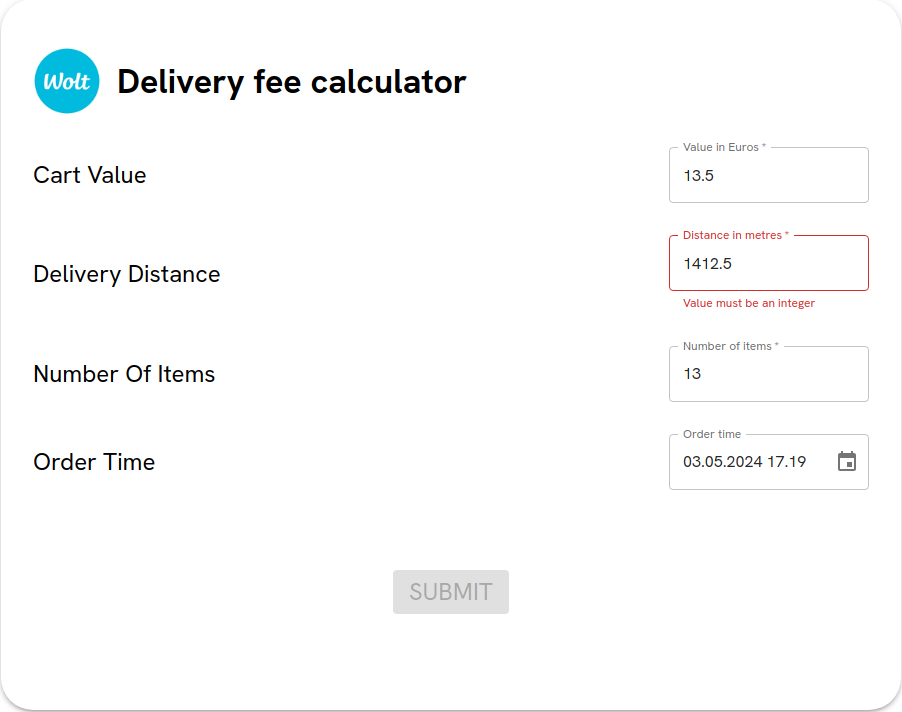 Wolt
Delivery fee calculator
Cart Value
Value in Euros *
13.5
Delivery Distance
Distance in metres *
1412.5
Value must be an integer
Number Of Items
Number of items *
13
Order Time
Order time
03.05.2024 17.19
SUBMIT